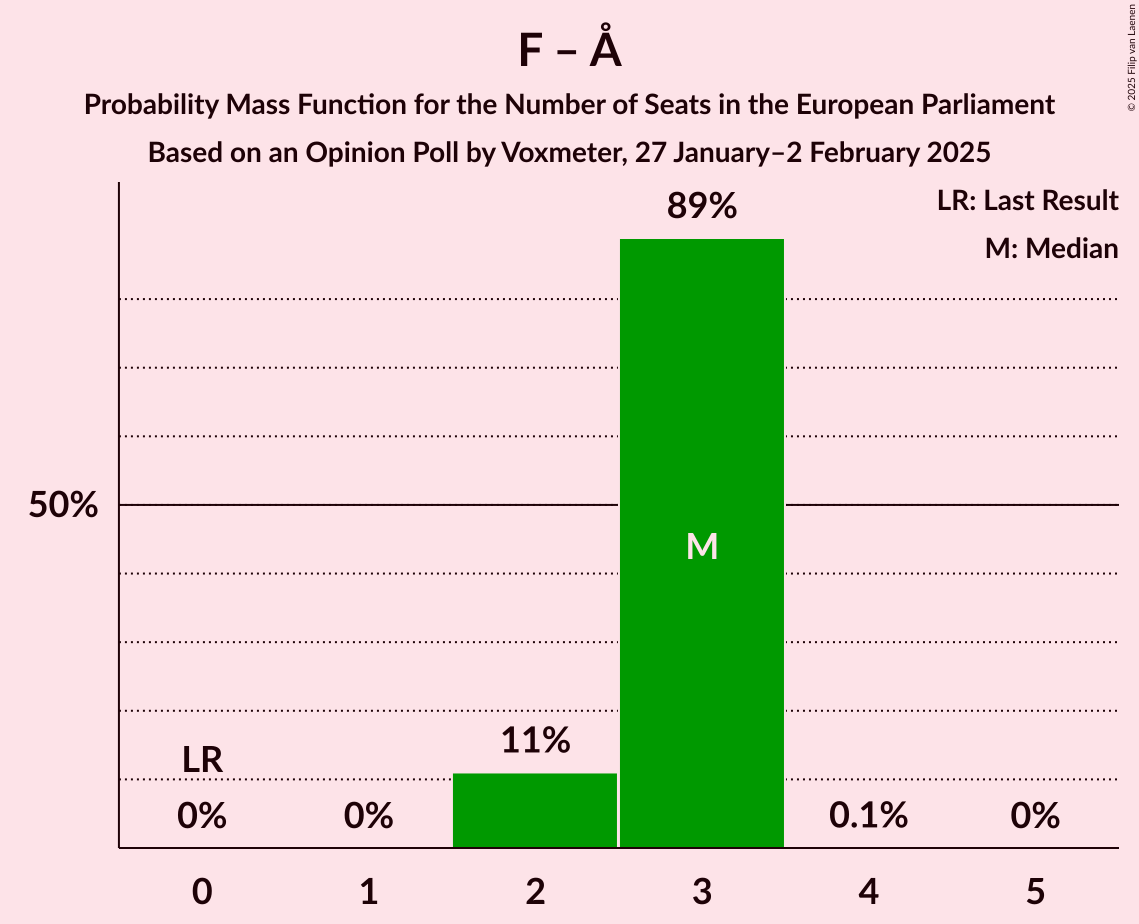 F – Å
Probability Mass Function for the Number of Seats in the European Parliament
Based on an Opinion Poll by Voxmeter, 27 January–2 February 2025
© 2025 Filip van Laenen
LR: Last Result
M: Median
89%
50%
M
11%
LR
0%
0%
0.1%
0%
0
1
2
3
4
5